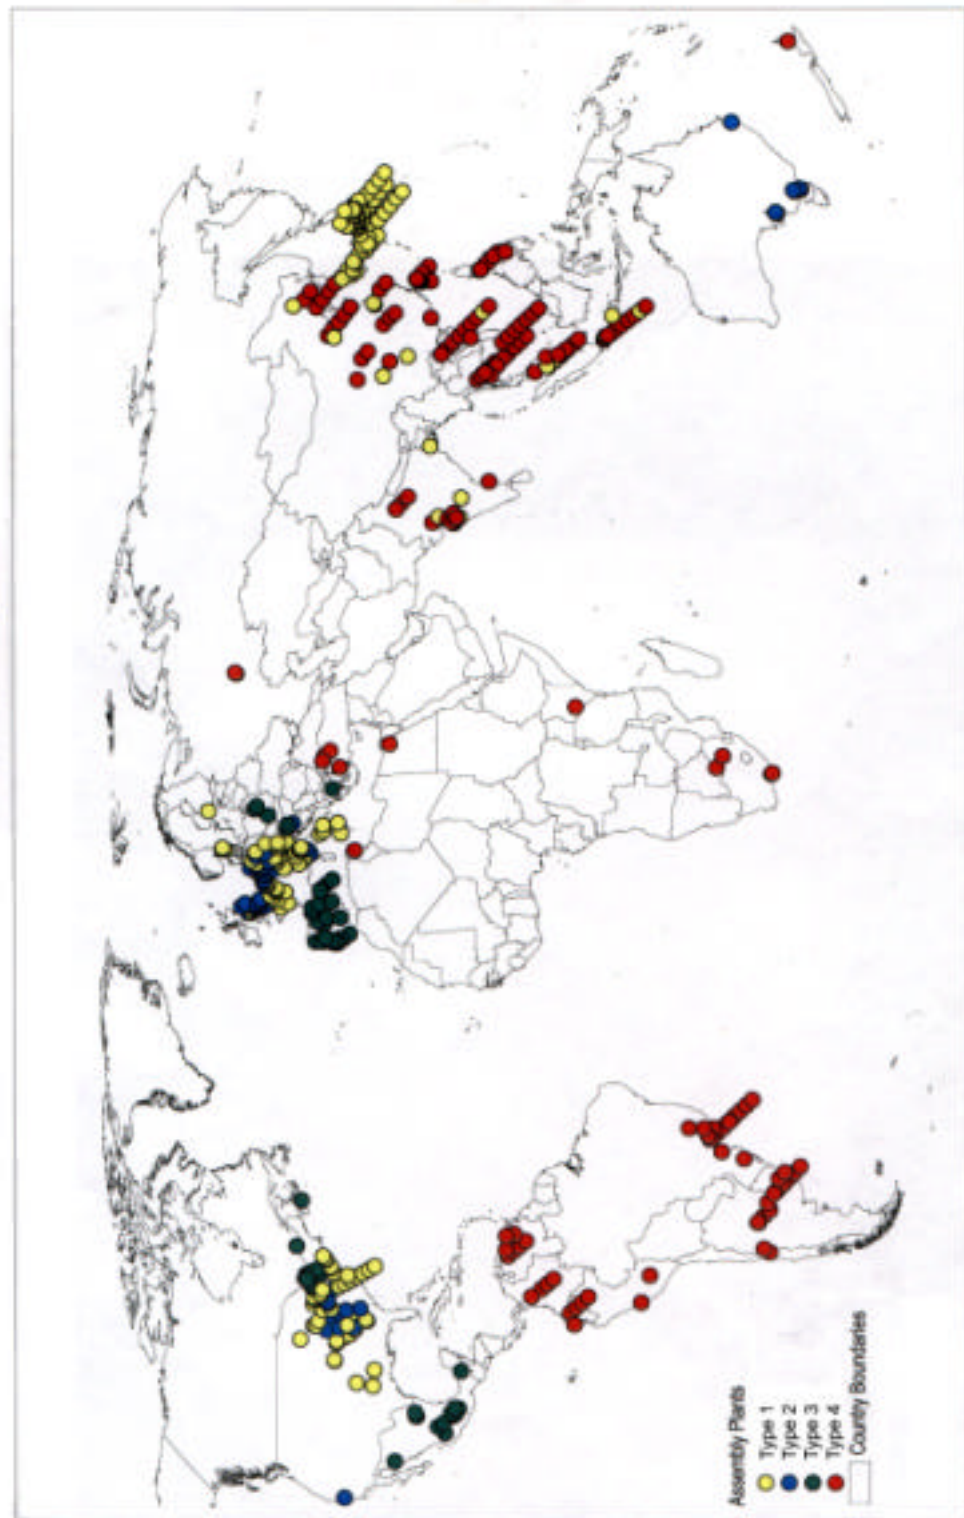 Assembly Plants
Type 1
Type 2
Type 3
Type 4
Country Boundaries